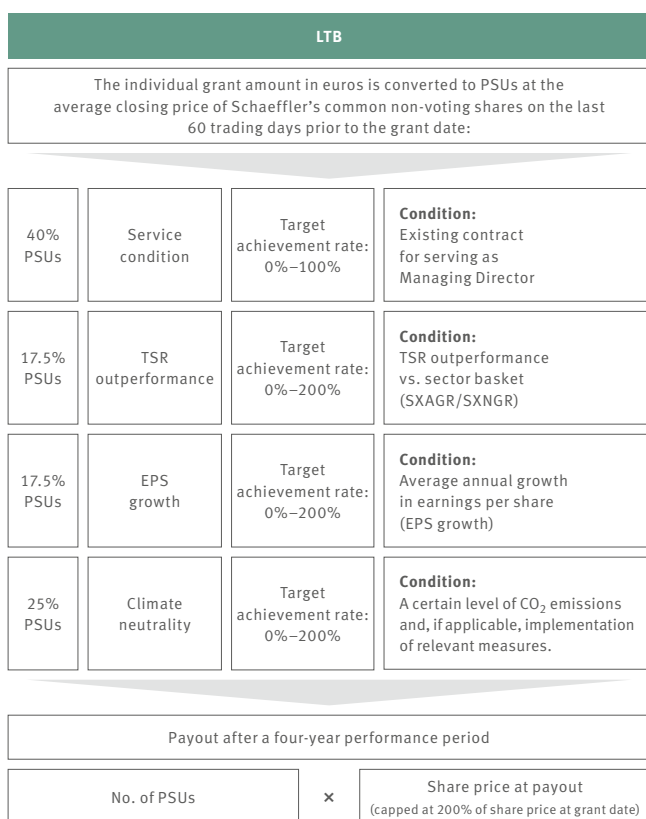 LTB
The individual grant amount in euros is converted to PSUs at the
average closing price of Schaeffler's common non-voting shares on the last
60 trading days prior to the grant date:
40%
PSUs
Service
condition
Target
achievement rate:
0%–100%
Condition:
Existing contract
for serving as
Managing Director
17.5%
PSUs
TSR
outperformance
Target
achievement rate:
0%–200%
Condition:
TSR outperformance
vs. sector basket
(SXAGR/SXNGR)
17.5%
PSUs
EPS
growth
Target
achievement rate:
0%–200%
Condition:
Average annual growth
in earnings per share
(EPS growth)
25%
PSUs
Climate
neutrality
Target
achievement rate:
0%–200%
Condition:
A certain level of CO₂ emissions
and, if applicable, implementation
of relevant measures.
Payout after a four-year performance period
No. of PSUs
×
Share price at payout
(capped at 200% of share price at grant date)